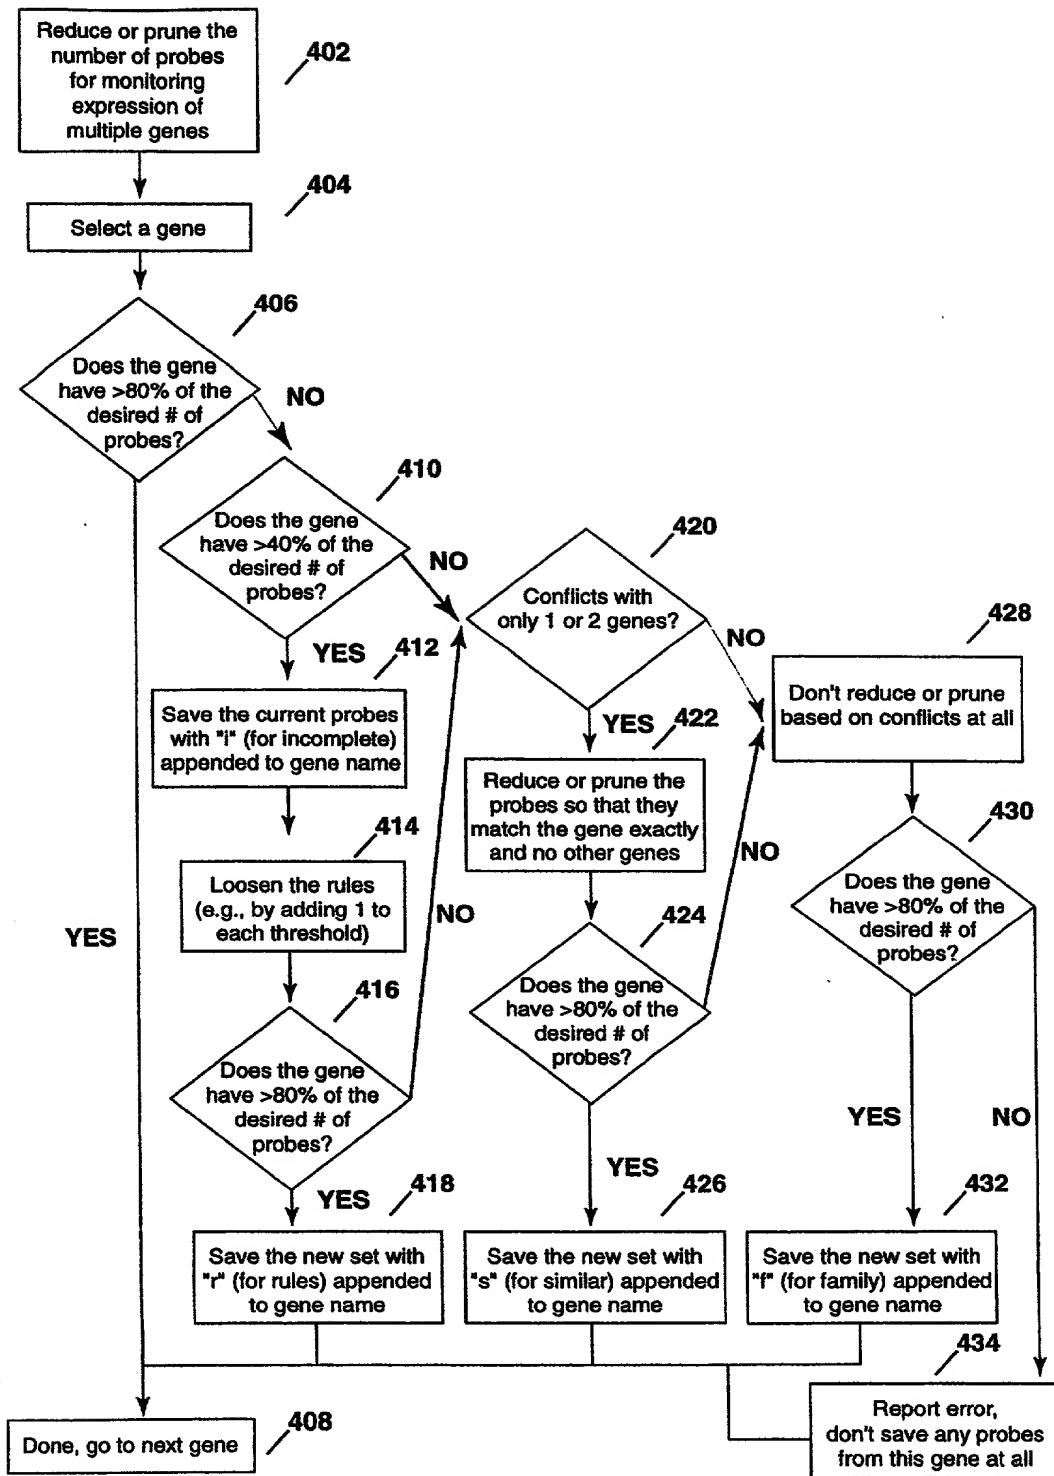 Reduce or prune the
number of probes
for monitoring
expression of
multiple genes
402
Select a gene
404
406
Does the gene
have >80% of the
desired # of
probes?
NO
YES
410
Does the gene
have >40% of the
desired # of
probes?
NO
YES
412
Save the current probes
with "i" (for incomplete)
appended to gene name
414
Loosen the rules
(e.g., by adding 1 to
each threshold)
NO
416
Does the gene
have >80% of the
desired # of
probes?
YES
418
Save the new set with
"r" (for rules) appended
to gene name
420
Conflicts with
only 1 or 2 genes?
NO
YES
422
Reduce or prune the
probes so that they
match the gene exactly
and no other genes
NO
424
Does the gene
have >80% of the
desired # of
probes?
YES
426
Save the new set with
"s" (for similar) appended
to gene name
428
Don't reduce or prune
based on conflicts at all
430
Does the gene
have >80% of the
desired # of
probes?
YES
NO
432
Save the new set with
"f" (for family) appended
to gene name
434
Report error,
don't save any probes
from this gene at all
408
Done, go to next gene